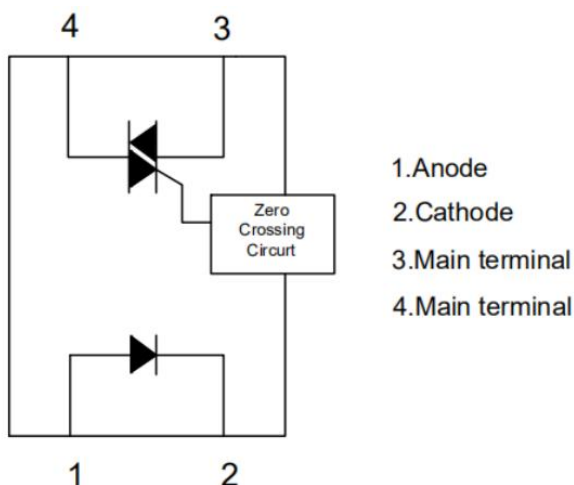 4 3
1.Anode
Zero
Crossing
Circurt
2.Cathode
3.Main terminal
4.Main terminal
1 2